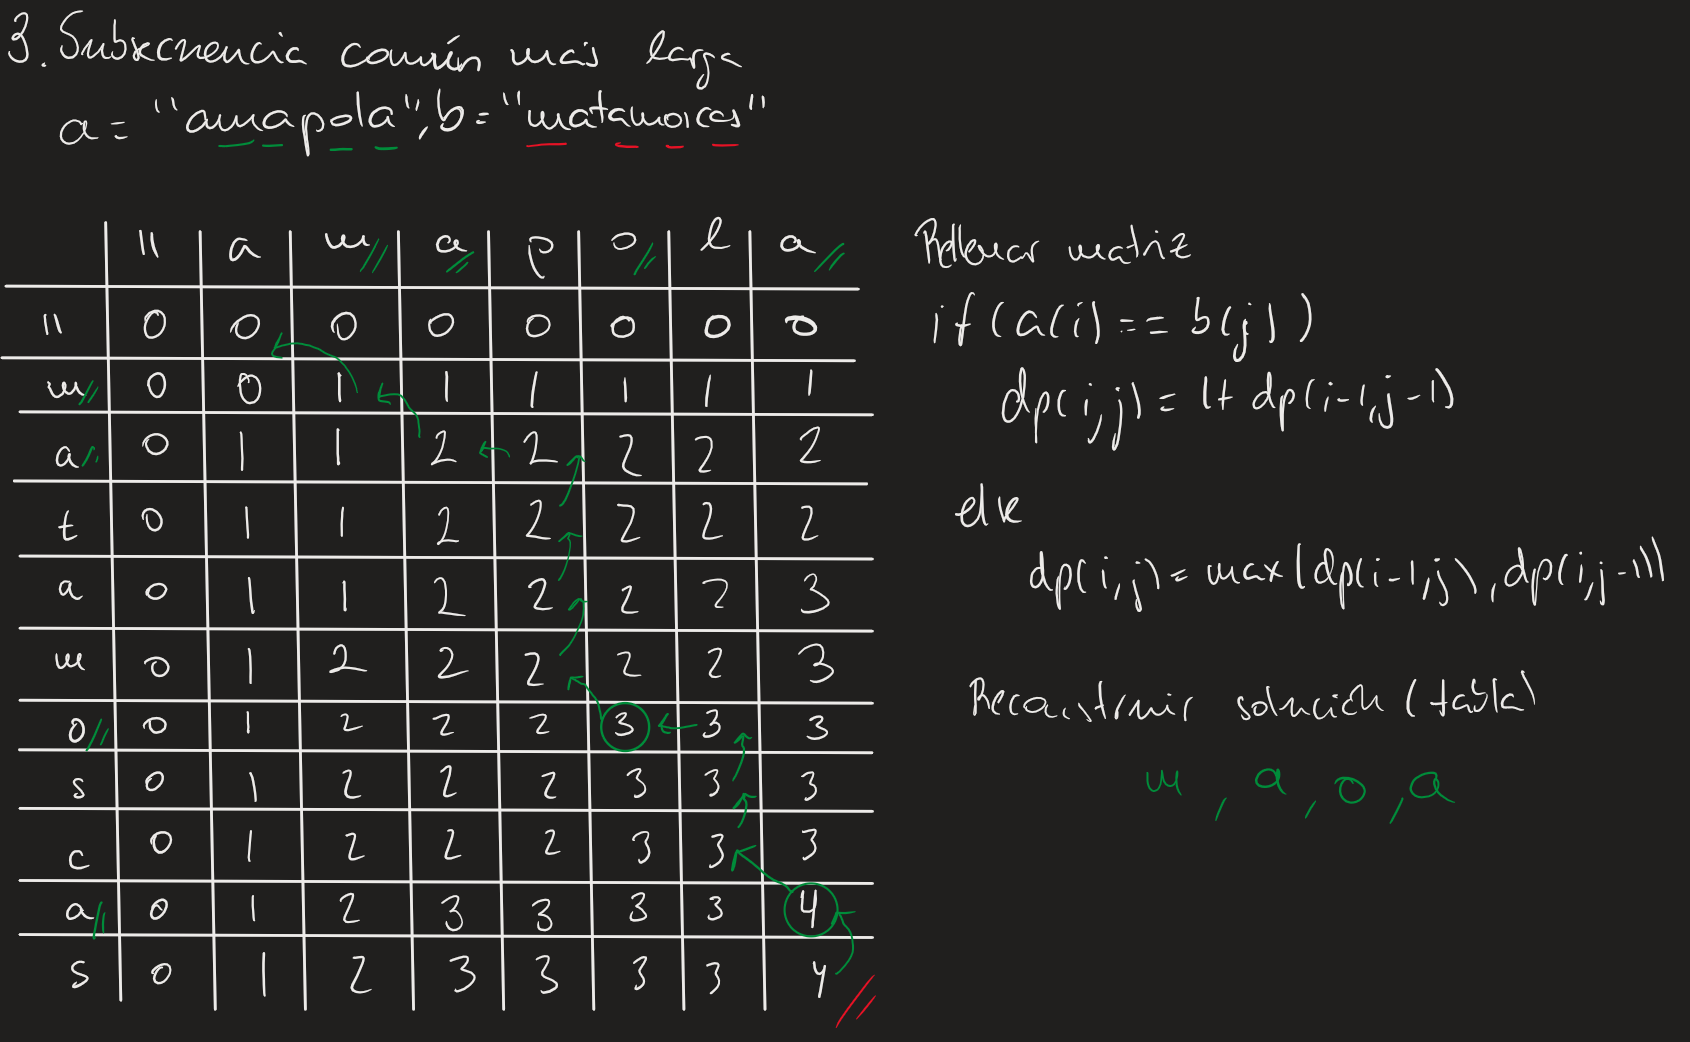 3. Subsecuencia común más larga
a = "amapola", b = "matamorcas"
" a m a p o l a
" 0 0 0 0 0 0 0 0
m 0 0 1 1 1 1 1 1
a 0 1 1 2 2 2 2 2
t 0 1 1 2 2 2 2 2
a 0 1 1 2 2 2 2 3
m 0 1 2 2 2 2 2 3
o 0 1 2 2 2 3 3 3
s 0 1 2 2 2 3 3 3
c 0 1 2 2 2 3 3 3
a 0 1 2 3 3 3 3 4
s 0 1 2 3 3 3 3 4
Rellenar matriz
if (a(i) == b(j))
dp(i,j) = 1+ dp(i-1,j-1)
else
dp(i,j) = max(dp(i-1,j), dp(i,j-1))
Reconstruir solución (tabla)
m, a, o, a